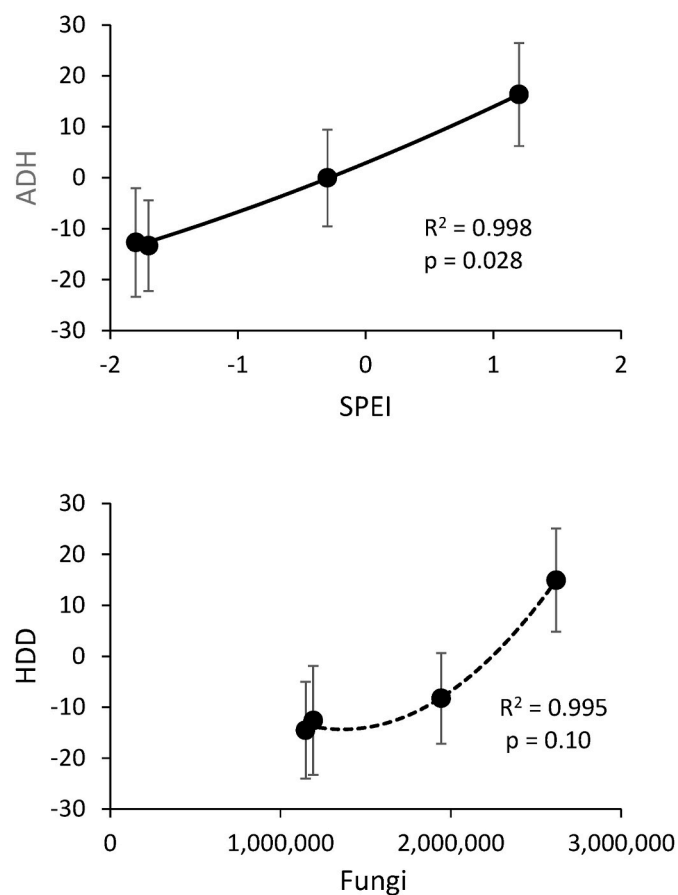 30
20
10
0
-10
-20
-30
ADH
R² = 0.998
p = 0.028
-2 -1 0 1 2
SPEI
30
20
10
0
-10
-20
-30
HDD
R² = 0.995
p = 0.10
0 1,000,000 2,000,000 3,000,000
Fungi